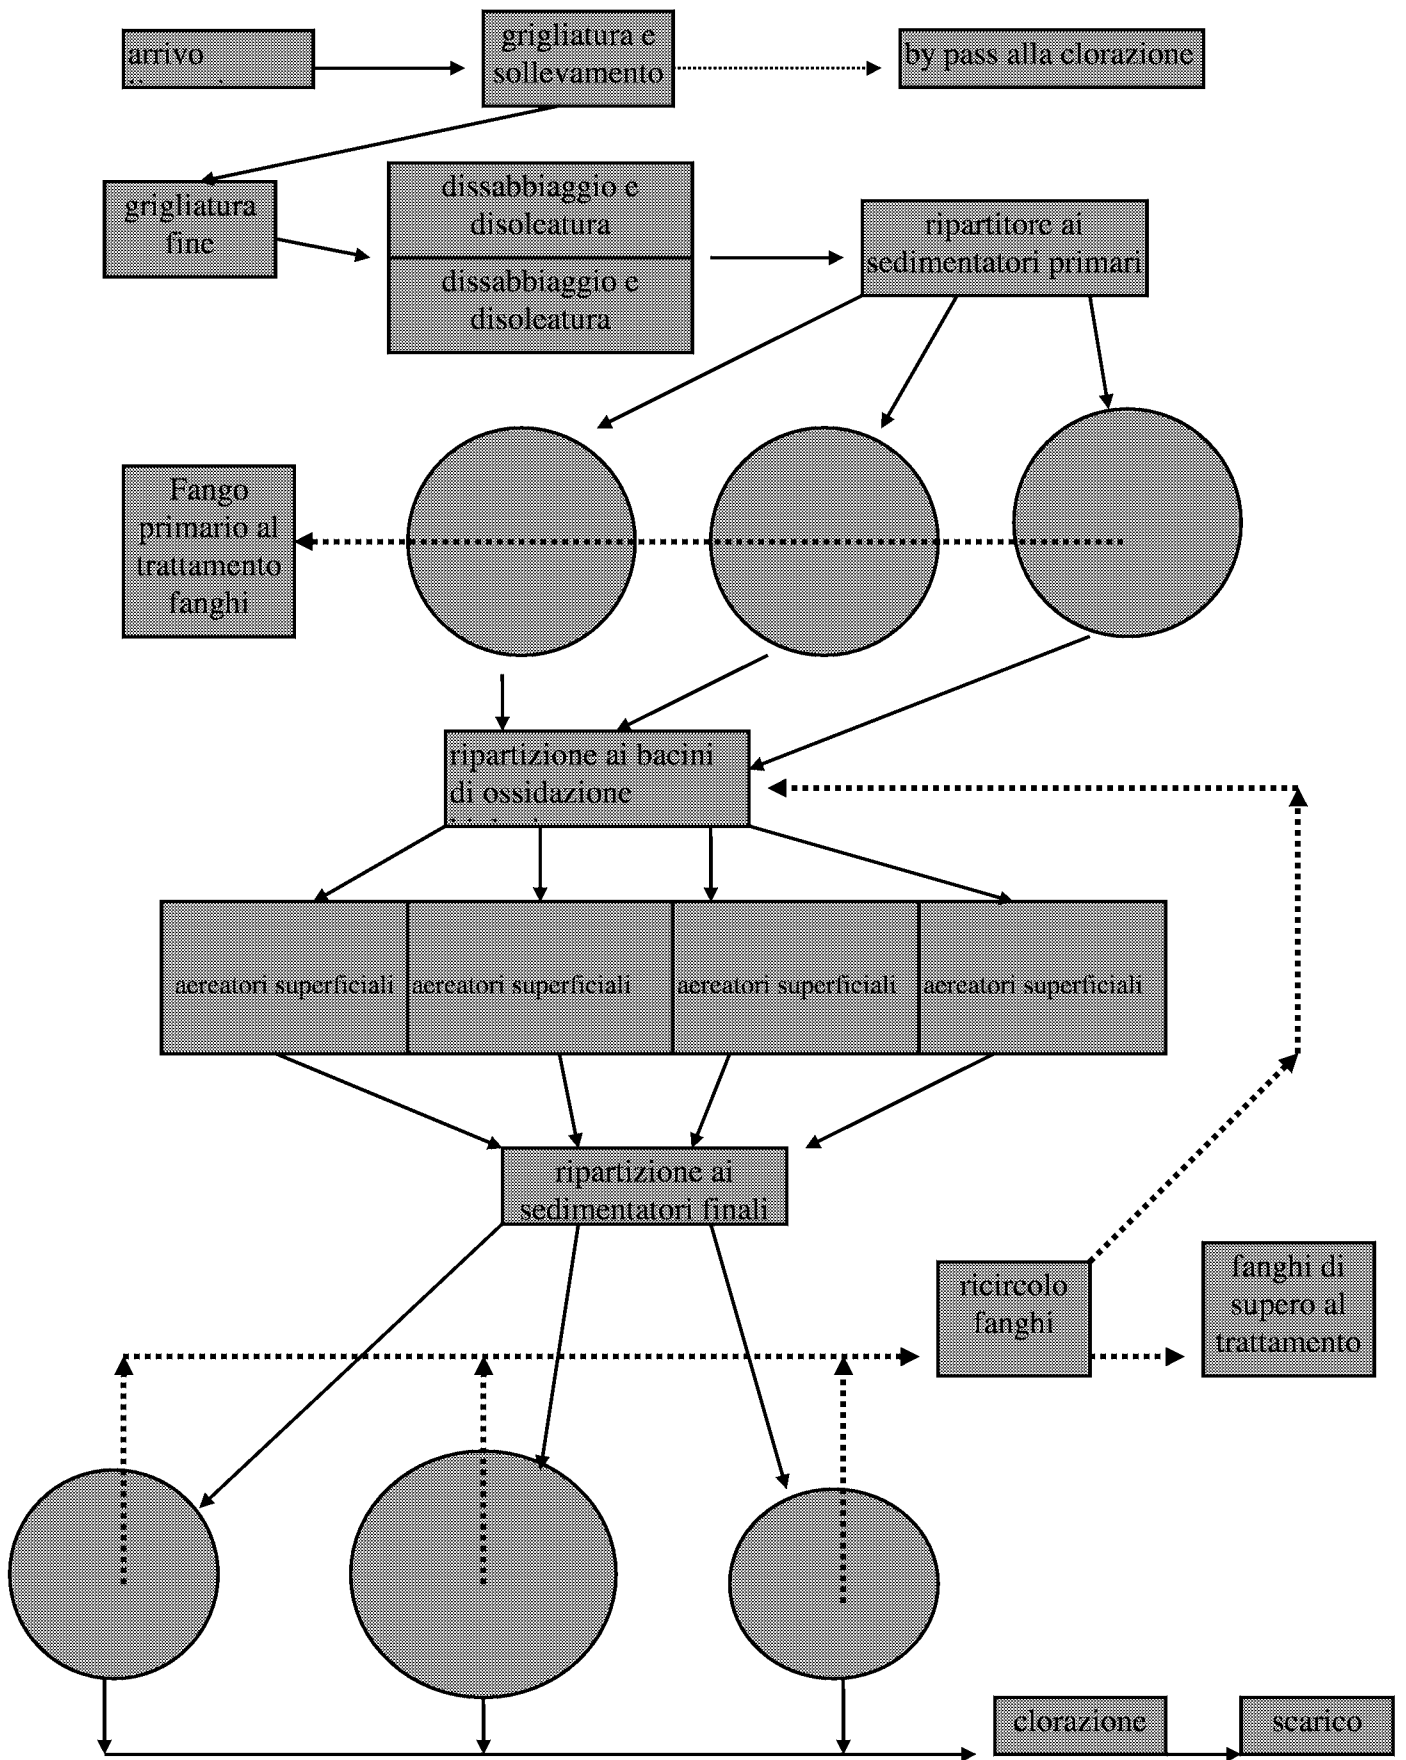 arrivo
grigliatura e
sollevamento
by pass alla clorazione
grigliatura
fine
dissabbiaggio e
disoleatura
dissabbiaggio e
disoleatura
ripartitore ai
sedimentatori primari
Fango
primario al
trattamento
fanghi
ripartizione ai bacini
di ossidazione
aereatori superficiali
aereatori superficiali
aereatori superficiali
aereatori superficiali
ripartizione ai
sedimentatori finali
ricircolo
fanghi
fanghi di
supero al
trattamento
clorazione
scarico